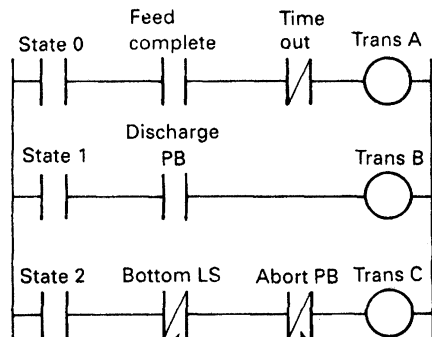 Feed
complete
Time
out
State 0
Trans A
Discharge
PB
State 1
Trans B
State 2
Bottom LS
Abort PB
Trans C